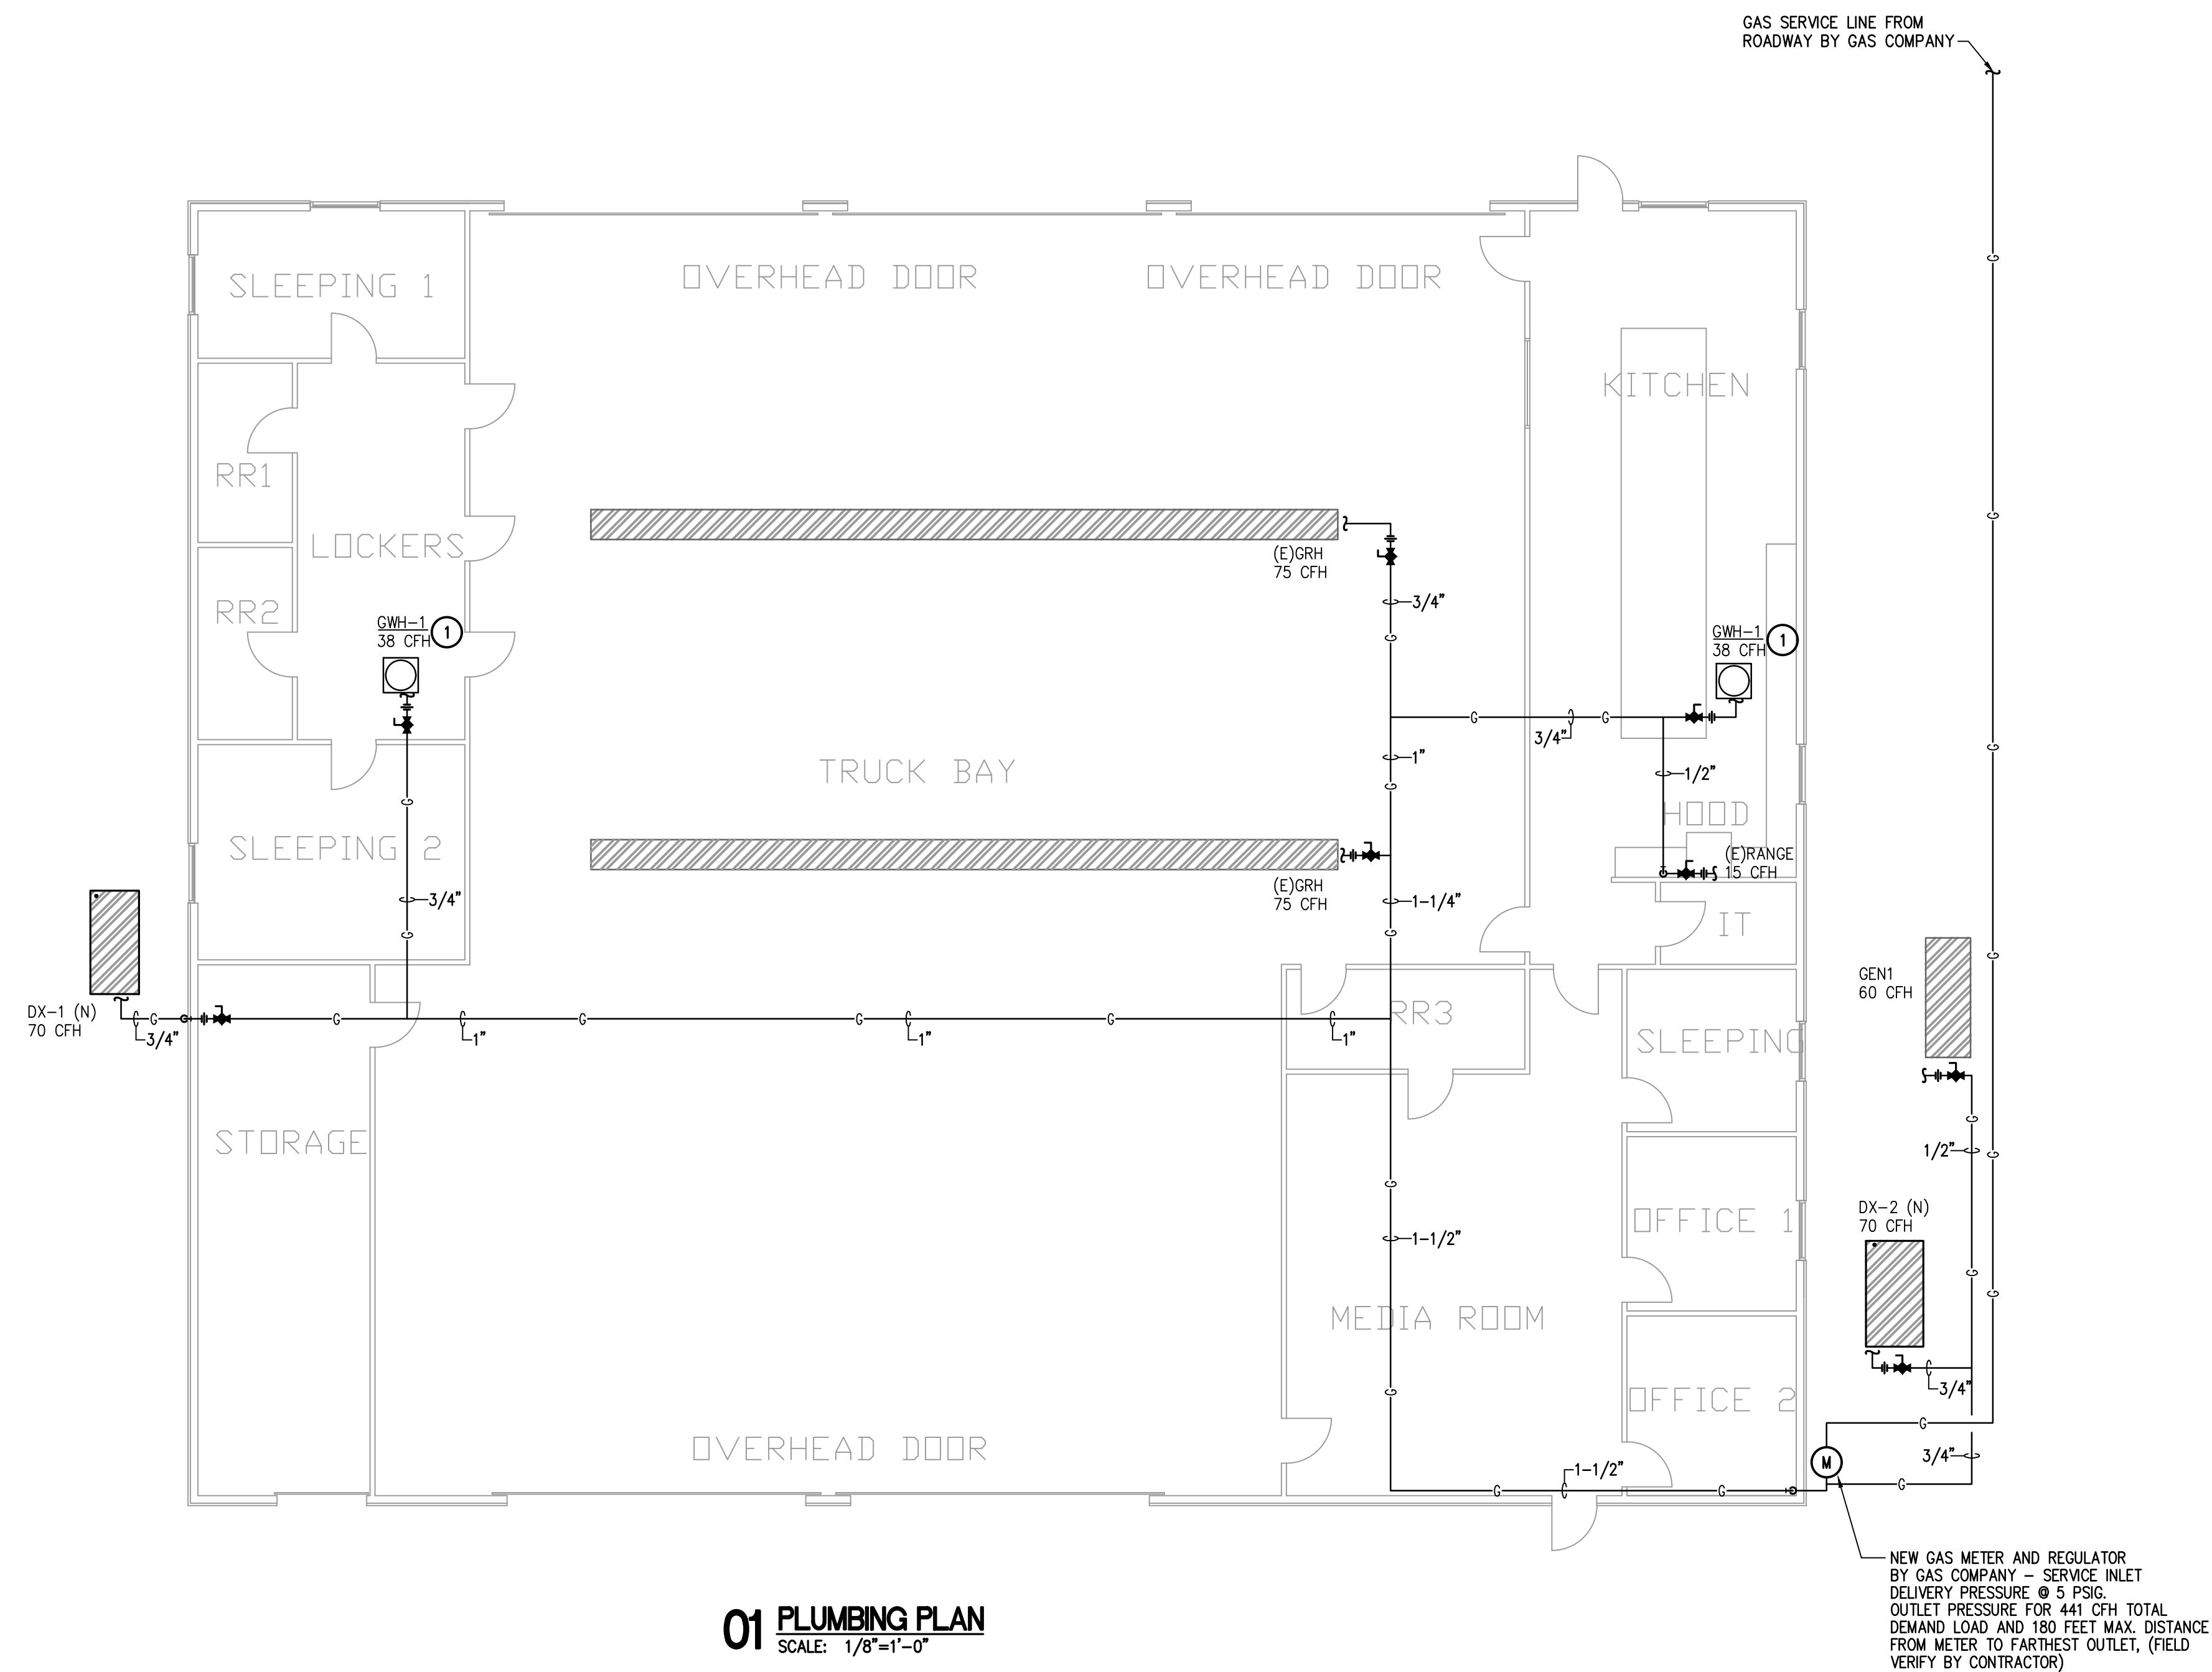 GAS SERVICE LINE FROM
ROADWAY BY GAS COMPANY
G
SLEEPING 1
OVERHEAD DOOR
OVERHEAD DOOR
KITCHEN
RR1
LOCKERS
G
(E)GRH
75 CFH
3/4"
RR2
GWH-1
38 CFH
1
G
GWH-1
38 CFH
1
G
G
3/4"
G
1"
TRUCK BAY
1/2"
G
G
HOOD
SLEEPING 2
(E)RANGE
15 CFH
(E)GRH
75 CFH
3/4"
1-1/4"
IT
G
G
G
GEN1
60 CFH
DX-1 (N)
70 CFH
G
3/4"
G
1"
G
G
1"
G
1"
RR3
SLEEPING
G
STORAGE
1/2"
G
G
DX-2 (N)
70 CFH
OFFICE 1
1-1/2"
G
G
MEDIA ROOM
3/4"
G
OFFICE 2
G
OVERHEAD DOOR
3/4"
M
1-1/2"
G
G
G
NEW GAS METER AND REGULATOR
BY GAS COMPANY - SERVICE INLET
DELIVERY PRESSURE @ 5 PSIG.
OUTLET PRESSURE FOR 441 CFH TOTAL
DEMAND LOAD AND 180 FEET MAX. DISTANCE
FROM METER TO FARTHEST OUTLET, (FIELD
VERIFY BY CONTRACTOR)
01 PLUMBING PLAN
SCALE: 1/8"=1'-0"